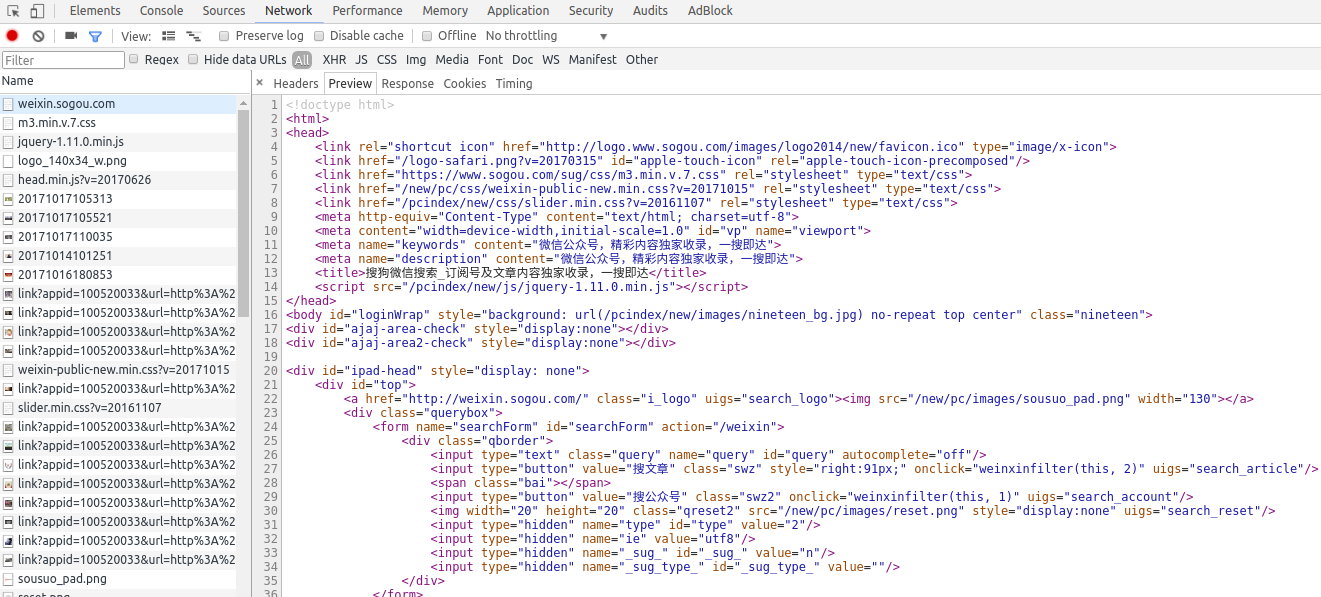 Elements Console Sources Network Performance Memory Application Security Audits AdBlock
View: Preserve log Disable cache Offline No throttling
Filter Regex Hide data URLs All XHR JS CSS Img Media Font Doc WS Manifest Other
Name
× Headers Preview Response Cookies Timing
weixin.sogou.com
m3.min.v.7.css
jquery-1.11.0.min.js
logo_140x34_w.png
head.min.js?v=20170626
20171017105313
20171017105521
20171017110035
20171014101251
20171016180853
link?appid=100520033&url=http%3A%2
link?appid=100520033&url=http%3A%2
link?appid=100520033&url=http%3A%2
link?appid=100520033&url=http%3A%2
weixin-public-new.min.css?v=20171015
link?appid=100520033&url=http%3A%2
slider.min.css?v=20161107
link?appid=100520033&url=http%3A%2
link?appid=100520033&url=http%3A%2
link?appid=100520033&url=http%3A%2
link?appid=100520033&url=http%3A%2
link?appid=100520033&url=http%3A%2
link?appid=100520033&url=http%3A%2
link?appid=100520033&url=http%3A%2
link?appid=100520033&url=http%3A%2
sousuo_pad.png
reset.png
1 <!doctype html>
2 <html>
3 <head>
4 <link rel="shortcut icon" href="http://logo.www.sogou.com/images/logo2014/new/favicon.ico" type="image/x-icon">
5 <link href="/logo-safari.png?v=20170315" id="apple-touch-icon" rel="apple-touch-icon-precomposed"/>
6 <link href="https://www.sogou.com/sug/css/m3.min.v.7.css" rel="stylesheet" type="text/css">
7 <link href="/new/pc/css/weixin-public-new.min.css?v=20171015" rel="stylesheet" type="text/css">
8 <link href="/pcindex/new/css/slider.min.css?v=20161107" rel="stylesheet" type="text/css">
9 <meta http-equiv="Content-Type" content="text/html; charset=utf-8">
10 <meta content="width=device-width,initial-scale=1.0" id="vp" name="viewport">
11 <meta name="keywords" content="微信公众号，精彩内容独家收录，一搜即达">
12 <meta name="description" content="微信公众号，精彩内容独家收录，一搜即达">
13 <title>搜狗微信搜索_订阅号及文章内容独家收录，一搜即达</title>
14 <script src="/pcindex/new/js/jquery-1.11.0.min.js"></script>
15 </head>
16 <body id="loginWrap" style="background: url(/pcindex/new/images/nineteen_bg.jpg) no-repeat top center" class="nineteen">
17 <div id="ajaj-area-check" style="display:none"></div>
18 <div id="ajaj-area2-check" style="display:none"></div>
19
20 <div id="ipad-head" style="display: none">
21 <div id="top">
22 <a href="http://weixin.sogou.com/" class="i_logo" uigs="search_logo"><img src="/new/pc/images/sousuo_pad.png" width="130"></a>
23 <div class="querybox">
24 <form name="searchForm" id="searchForm" action="/weixin">
25 <div class="qborder">
26 <input type="text" class="query" name="query" id="query" autocomplete="off"/>
27 <input type="button" value="搜文章" class="swz" style="right:91px;" onclick="weinxinfilter(this, 2)" uigs="search_article"/>
28 <span class="bai"></span>
29 <input type="button" value="搜公众号" class="swz2" onclick="weinxinfilter(this, 1)" uigs="search_account"/>
30 <img width="20" height="20" class="qreset2" src="/new/pc/images/reset.png" style="display:none" uigs="search_reset"/>
31 <input type="hidden" name="type" id="type" value="2"/>
32 <input type="hidden" name="ie" value="utf8"/>
33 <input type="hidden" name="_sug_" id="_sug_" value="n"/>
34 <input type="hidden" name="_sug_type_" id="_sug_type_" value=""/>
35 </div>
36 </form>